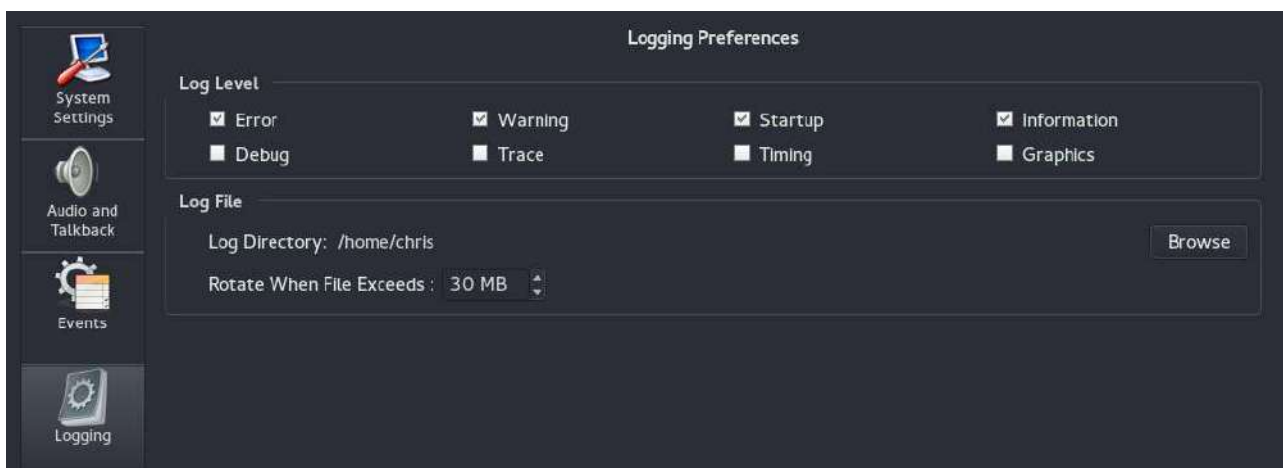 Logging Preferences
System
Settings
Audio and
Talkback
Events
Logging
Log Level
Error
Warning
Startup
Information
Debug
Trace
Timing
Graphics
Log File
Log Directory: /home/chris
Browse
Rotate When File Exceeds : 30 MB